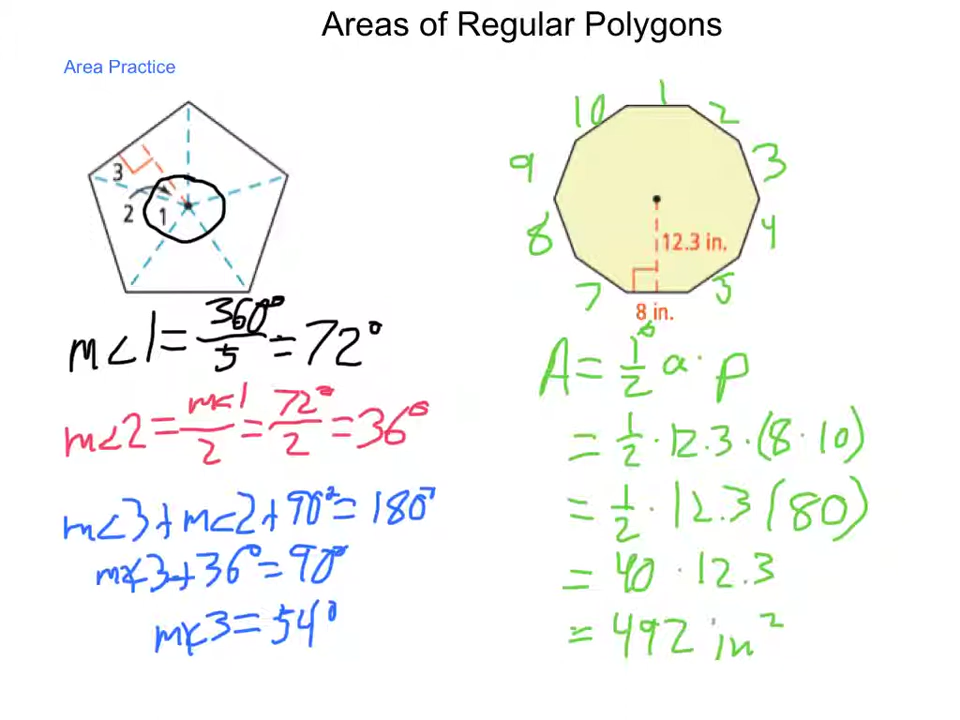 Areas of Regular Polygons
Area Practice
3
2
1
m<1 = 360°/5 = 72°
m<2 = m<1/2 = 72°/2 = 36°
m<3 + m<2 + 90° = 180°
m<3 + 36° = 90°
m<3 = 54°
1
2
3
4
5
6
7
8
9
10
12.3 in.
8 in.
A = 1/2 a · p
= 1/2 · 12.3 · (8 · 10)
= 1/2 · 12.3 (80)
= 40 · 12.3
= 492 in²